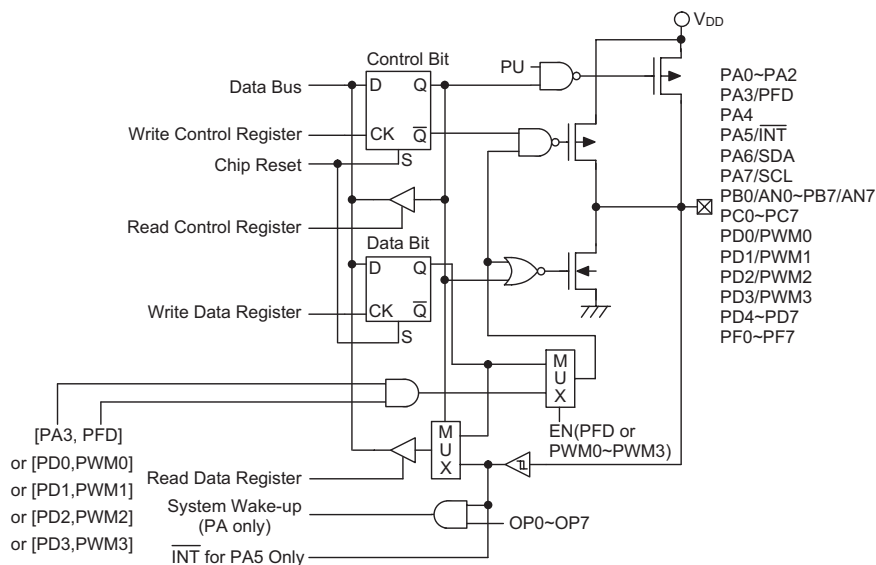 VDD
Control Bit
PU
Data Bus
D Q
Write Control Register
CK Q
Chip Reset
S
Read Control Register
Data Bit
D Q
Write Data Register
CK Q
S
PA0~PA2
PA3/PFD
PA4
PA5/INT
PA6/SDA
PA7/SCL
PB0/AN0~PB7/AN7
PC0~PC7
PD0/PWM0
PD1/PWM1
PD2/PWM2
PD3/PWM3
PD4~PD7
PF0~PF7
M
U
X
EN(PFD or
PWM0~PWM3)
[PA3, PFD]
or [PD0,PWM0]
or [PD1,PWM1]
or [PD2,PWM2]
or [PD3,PWM3]
M
U
X
Read Data Register
System Wake-up
(PA only)
OP0~OP7
INT for PA5 Only